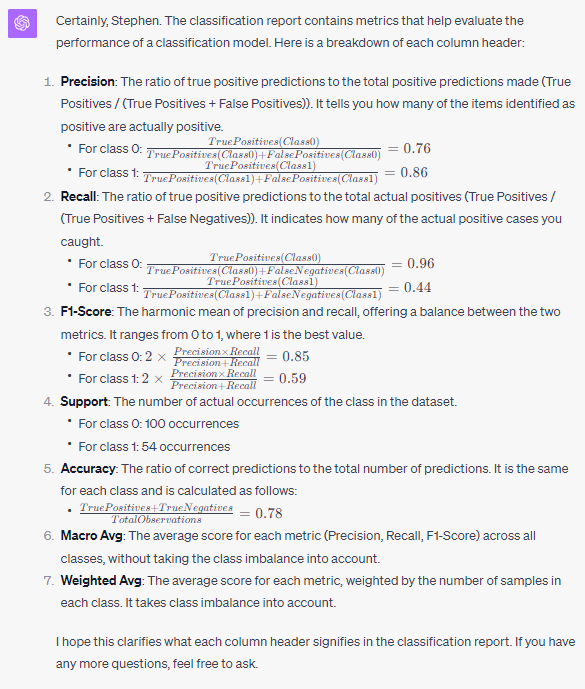 Certainly, Stephen. The classification report contains metrics that help evaluate the
performance of a classification model. Here is a breakdown of each column header:
1. Precision: The ratio of true positive predictions to the total positive predictions made (True
Positives / (True Positives + False Positives)). It tells you how many of the items identified as
positive are actually positive.
• For class 0: TruePositives(Class0) / TruePositives(Class0)+FalsePositives(Class0) = 0.76
• For class 1: TruePositives(Class1) / TruePositives(Class1)+FalsePositives(Class1) = 0.86
2. Recall: The ratio of true positive predictions to the total actual positives (True Positives /
(True Positives + False Negatives)). It indicates how many of the actual positive cases you
caught.
• For class 0: TruePositives(Class0) / TruePositives(Class0)+FalseNegatives(Class0) = 0.96
• For class 1: TruePositives(Class1) / TruePositives(Class1)+FalseNegatives(Class1) = 0.44
3. F1-Score: The harmonic mean of precision and recall, offering a balance between the two
metrics. It ranges from 0 to 1, where 1 is the best value.
• For class 0: 2 × Precision×Recall / Precision+Recall = 0.85
• For class 1: 2 × Precision×Recall / Precision+Recall = 0.59
4. Support: The number of actual occurrences of the class in the dataset.
• For class 0: 100 occurrences
• For class 1: 54 occurrences
5. Accuracy: The ratio of correct predictions to the total number of predictions. It is the same
for each class and is calculated as follows:
• TruePositives+TrueNegatives / TotalObservations = 0.78
6. Macro Avg: The average score for each metric (Precision, Recall, F1-Score) across all
classes, without taking the class imbalance into account.
7. Weighted Avg: The average score for each metric, weighted by the number of samples in
each class. It takes class imbalance into account.
I hope this clarifies what each column header signifies in the classification report. If you have
any more questions, feel free to ask.